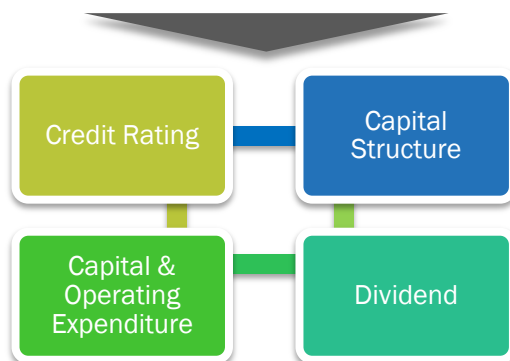 Credit Rating
Capital
Structure
Capital &
Operating
Expenditure
Dividend